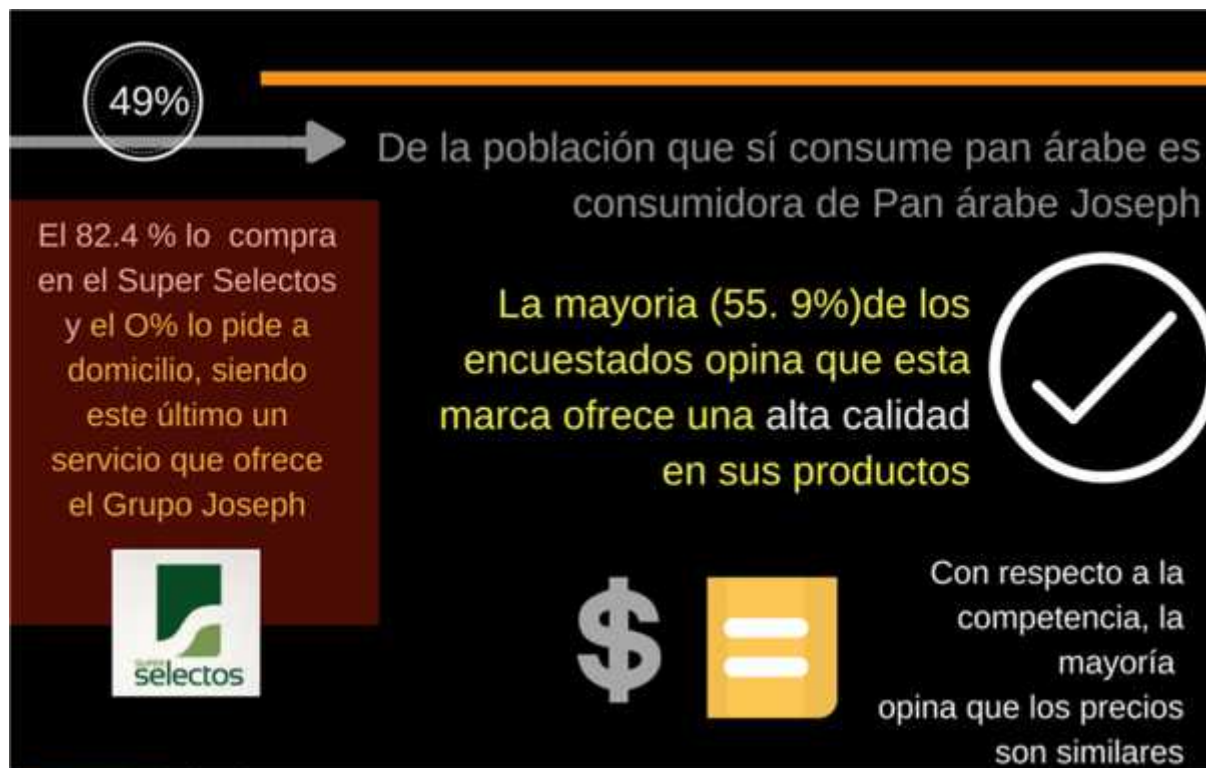 49%
De la población que sí consume pan árabe es
consumidora de Pan árabe Joseph
El 82.4 % lo compra
en el Super Selectos
y el O% lo pide a
domicilio, siendo
este último un
servicio que ofrece
el Grupo Joseph
SUPER
selectos
La mayoria (55. 9%)de los
encuestados opina que esta
marca ofrece una alta calidad
en sus productos
$
Con respecto a la
competencia, la
mayoría
opina que los precios
son similares